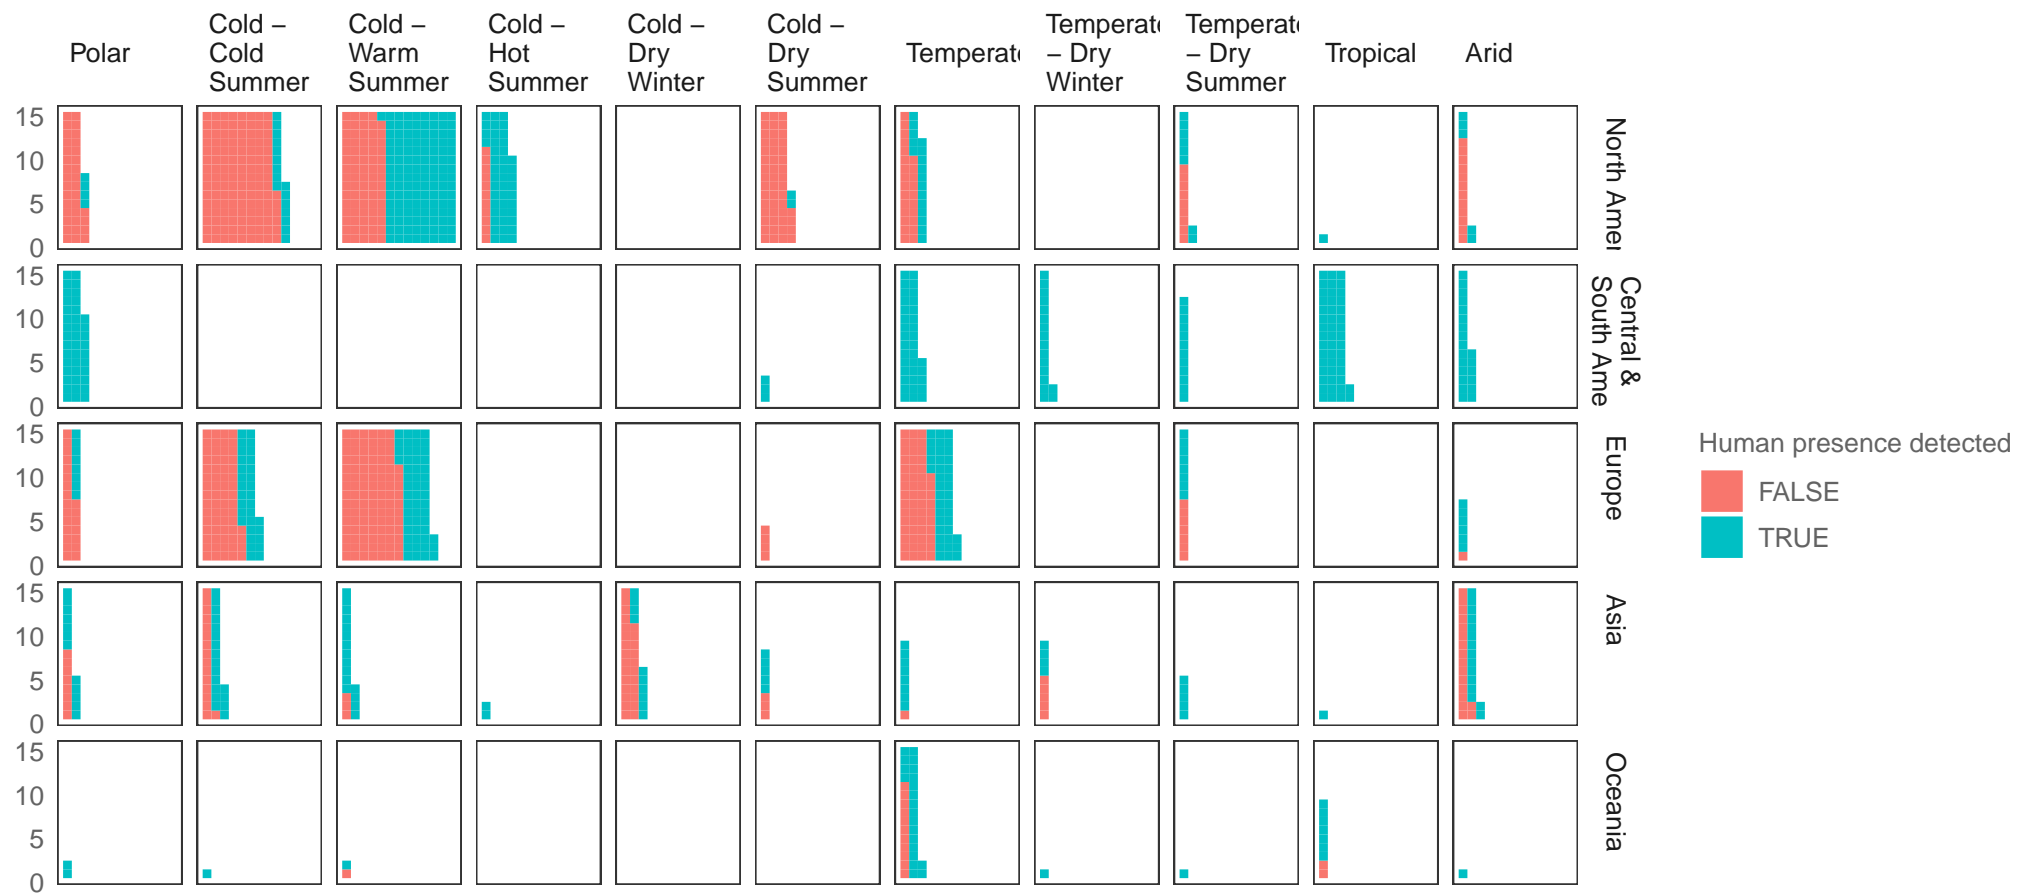 Polar
Cold –
Cold
Summer
Cold –
Warm
Summer
Cold –
Hot
Summer
Cold –
Dry
Winter
Cold –
Dry
Summer
Temperat
Temperat
– Dry
Winter
Temperat
– Dry
Summer
Tropical
Arid
15
10
5
0
North Amer
15
10
5
0
Central &
South Ame
15
10
5
0
Europe
15
10
5
0
Asia
15
10
5
0
Oceania
Human presence detected
FALSE
TRUE